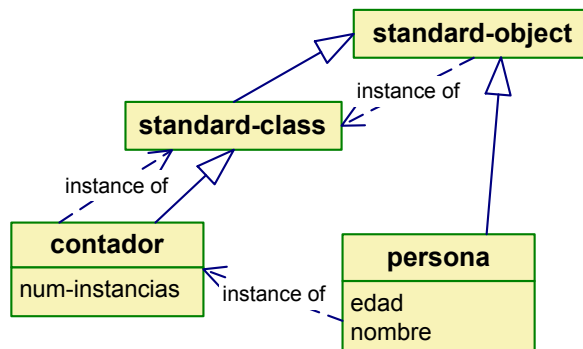 standard-object
instance of
standard-class
instance of
contador
num-instancias
instance of
persona
edad
nombre